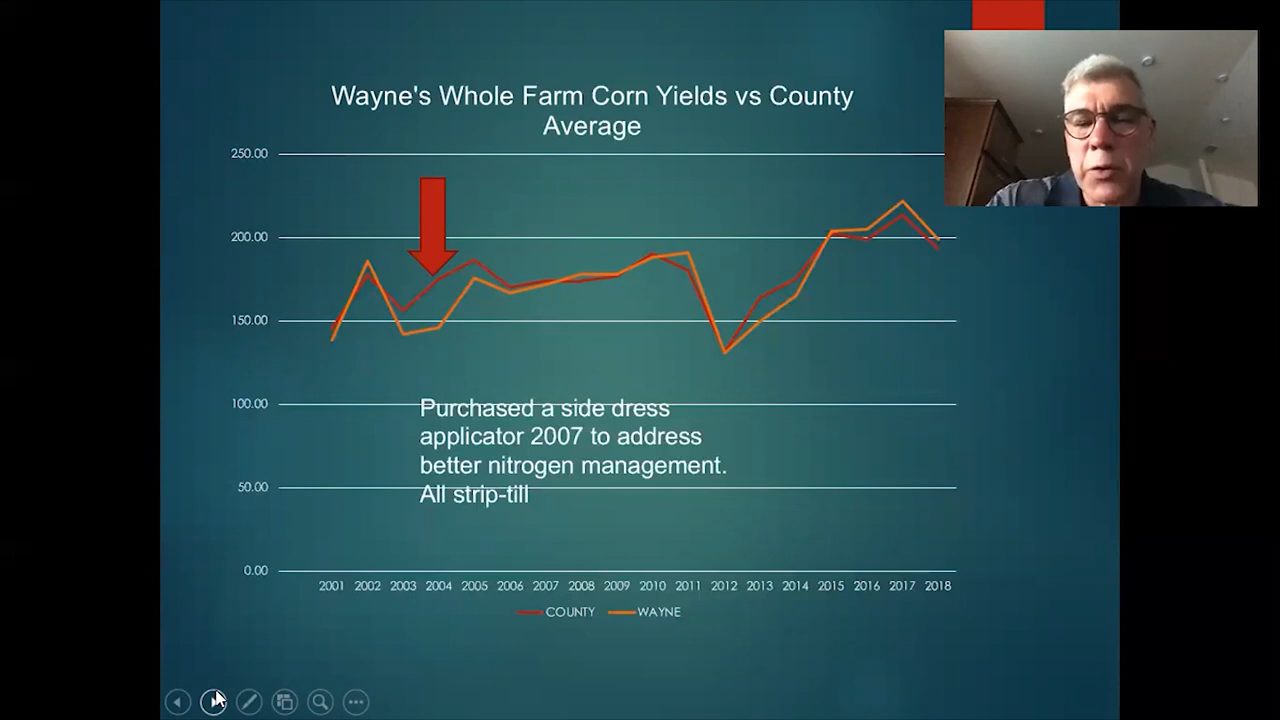 Wayne's Whole Farm Corn Yields vs County
Average
250.00
200.00
150.00
100.00
50.00
0.00
Purchased a side dress
applicator 2007 to address
better nitrogen management.
All strip-till
2001 2002 2003 2004 2005 2006 2007 2008 2009 2010 2011 2012 2013 2014 2015 2016 2017 2018
COUNTY WAYNE